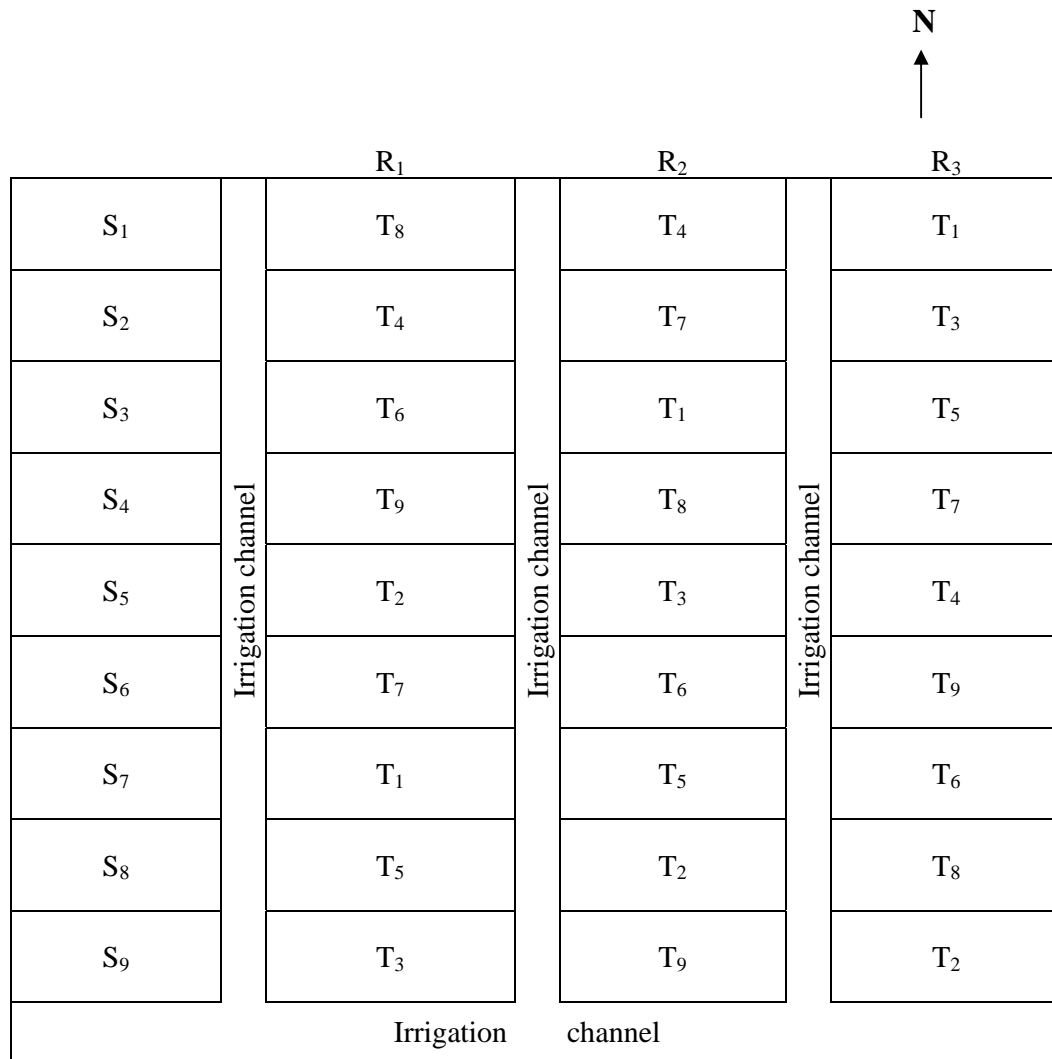 N
R₁ R₂ R₃
S₁ T₈ T₄ T₁
S₂ T₄ T₇ T₃
S₃ T₆ T₁ T₅
S₄ T₉ T₈ T₇
S₅ T₂ T₃ T₄
S₆ T₇ T₆ T₉
S₇ T₁ T₅ T₆
S₈ T₅ T₂ T₈
S₉ T₃ T₉ T₂
Irrigation channel
Irrigation channel
Irrigation channel
Irrigation channel